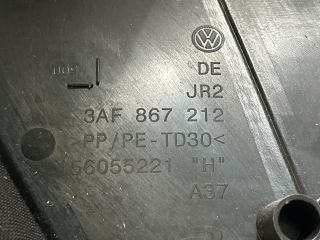 DE
JR2
3AF 867 212
>PP/PE-TD30<
56055221 "H"
A37